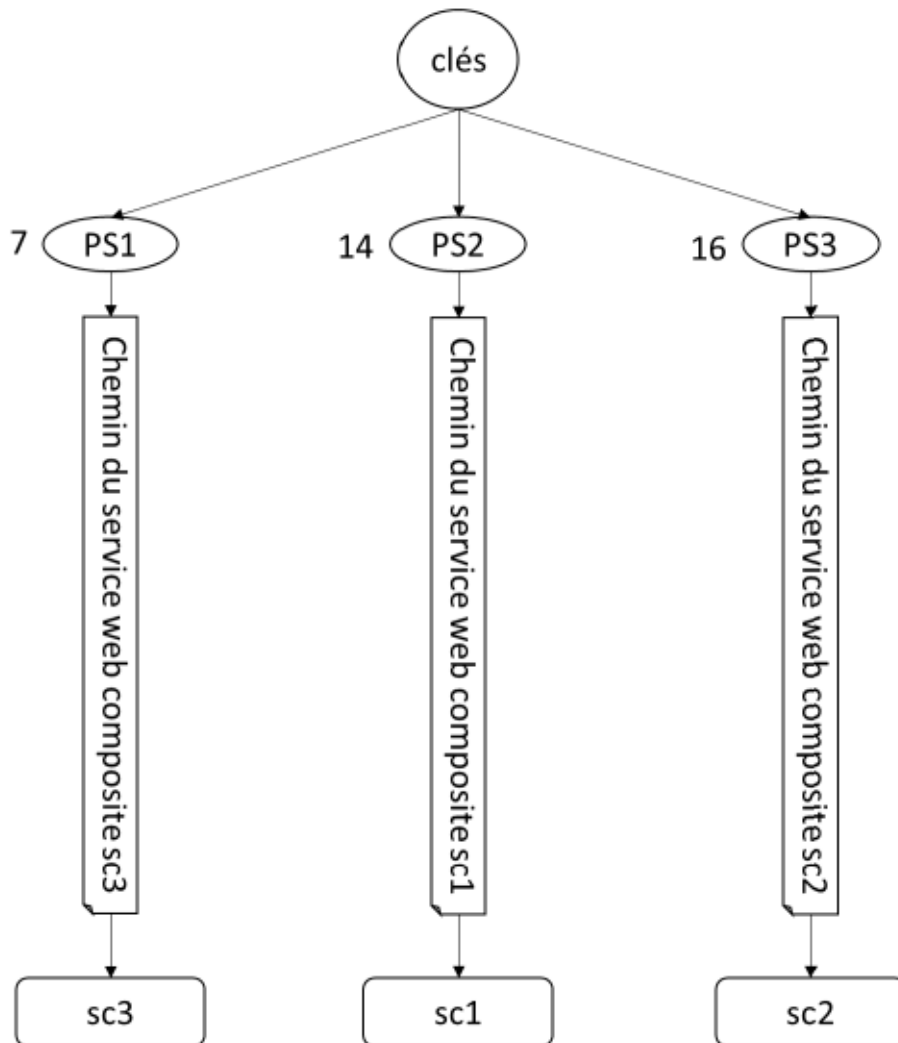 clés
7
PS1
14
PS2
16
PS3
Chemin du service web composite sc3
Chemin du service web composite sc1
Chemin du service web composite sc2
sc3
sc1
sc2